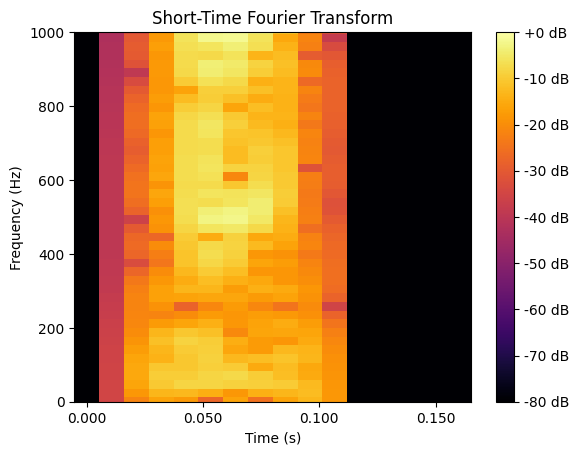 Short-Time Fourier Transform
1000
800
600
400
200
0
Frequency (Hz)
0.000
0.050
0.100
0.150
Time (s)
+0 dB
-10 dB
-20 dB
-30 dB
-40 dB
-50 dB
-60 dB
-70 dB
-80 dB